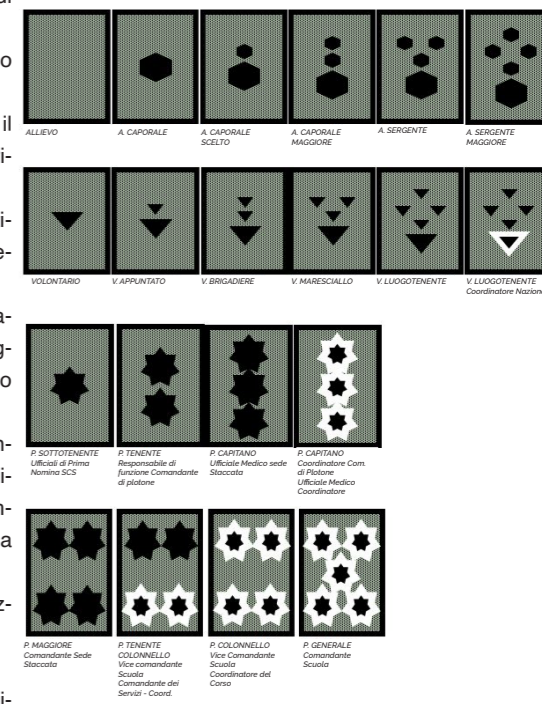 o
il
i-
i-
e-
a-
g-
o
n-
i-
n-
a
z-
i-
ALLIEVO
A. CAPORALE
A. CAPORALE
SCELTO
A. CAPORALE
MAGGIORE
A. SERGENTE
A. SERGENTE
MAGGIORE
VOLONTARIO
V. APPUNTATO
V. BRIGADIERE
V. MARESCIALLO
V. LUOGOTENENTE
V. LUOGOTENENTE
Coordinatore Nazion
P. SOTTOTENENTE
Ufficiali di Prima
Nomina SCS
P. TENENTE
Responsabile di
funzione Comandante
di plotone
P. CAPITANO
Ufficiale Medico sede
Staccata
P. CAPITANO
Coordinatore Com.
di Plotone
Ufficiale Medico
Coordinatore
P. MAGGIORE
Comandante Sede
Staccata
P. TENENTE
COLONNELLO
Vice comandante
Scuola
Comandante dei
Servizi - Coord.
P. COLONNELLO
Vice Comandante
Scuola
Coordinatore del
Corso
P. GENERALE
Comandante
Scuola